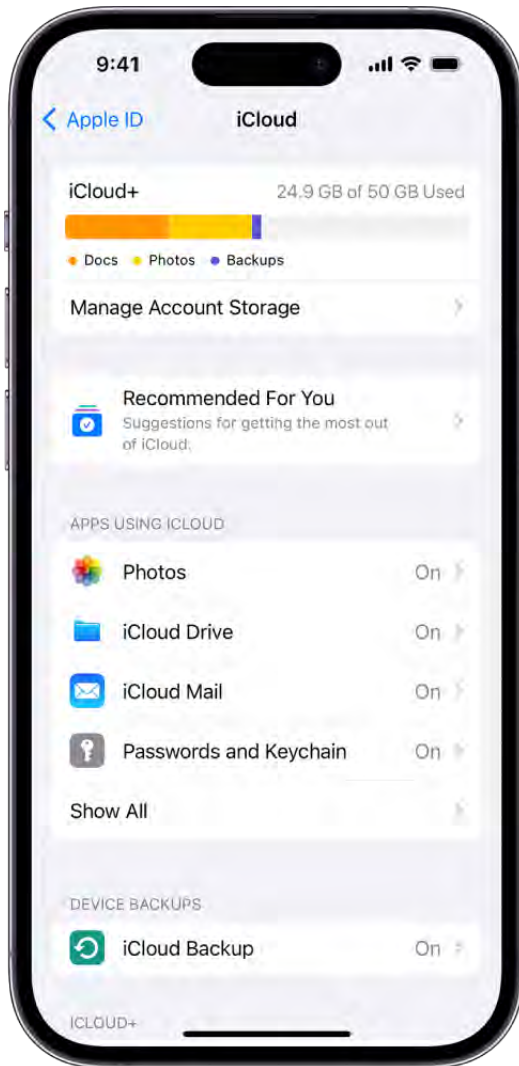 9:41
Apple ID
iCloud
iCloud+ 24.9 GB of 50 GB Used
Docs Photos Backups
Manage Account Storage
Recommended For You
Suggestions for getting the most out
of iCloud.
APPS USING ICLOUD
Photos On
iCloud Drive On
iCloud Mail On
Passwords and Keychain On
Show All
DEVICE BACKUPS
iCloud Backup On
ICLOUD+